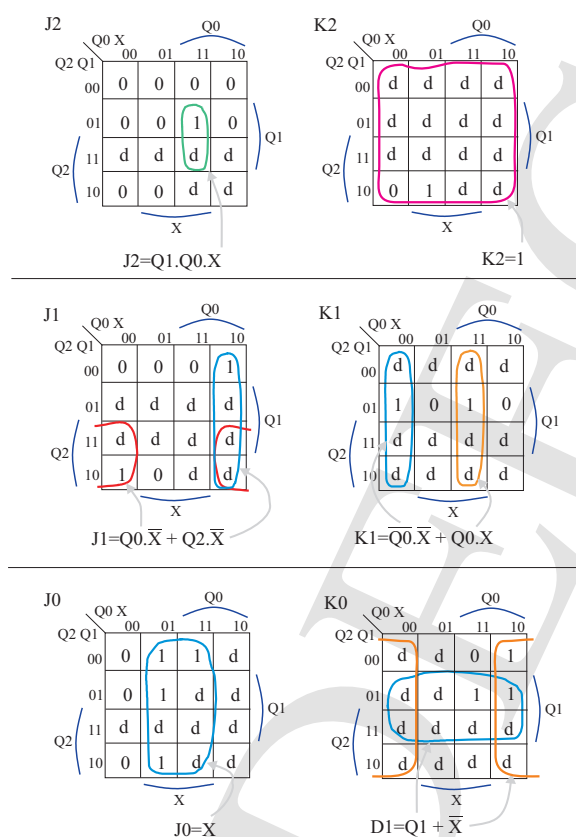 J2
Q0
Q0 X
00 01 11 10
Q2 Q1
00 0 0 0 0
01 0 0 1 0
Q1
11 d d d d
Q2
10 0 0 d d
X
J2=Q1.Q0.X
K2
Q0
Q0 X
00 01 11 10
Q2 Q1
00 d d d d
01 d d d d
Q1
11 d d d d
Q2
10 0 1 d d
X
K2=1
J1
Q0
Q0 X
00 01 11 10
Q2 Q1
00 0 0 0 1
01 d d d d
Q1
11 d d d d
Q2
10 1 0 d d
X
J1=Q0.X̅ + Q2.X̅
K1
Q0
Q0 X
00 01 11 10
Q2 Q1
00 d d d d
01 1 0 1 0
Q1
11 d d d d
Q2
10 d d d d
X
K1=Q̅0̅.X̅ + Q0.X
J0
Q0
Q0 X
00 01 11 10
Q2 Q1
00 0 1 1 d
01 0 1 d d
Q1
11 d d d d
Q2
10 0 1 d d
X
J0=X
K0
Q0
Q0 X
00 01 11 10
Q2 Q1
00 d d 0 1
01 d d 1 1
Q1
11 d d d d
Q2
10 d d d d
X
D1=Q1 + X̅